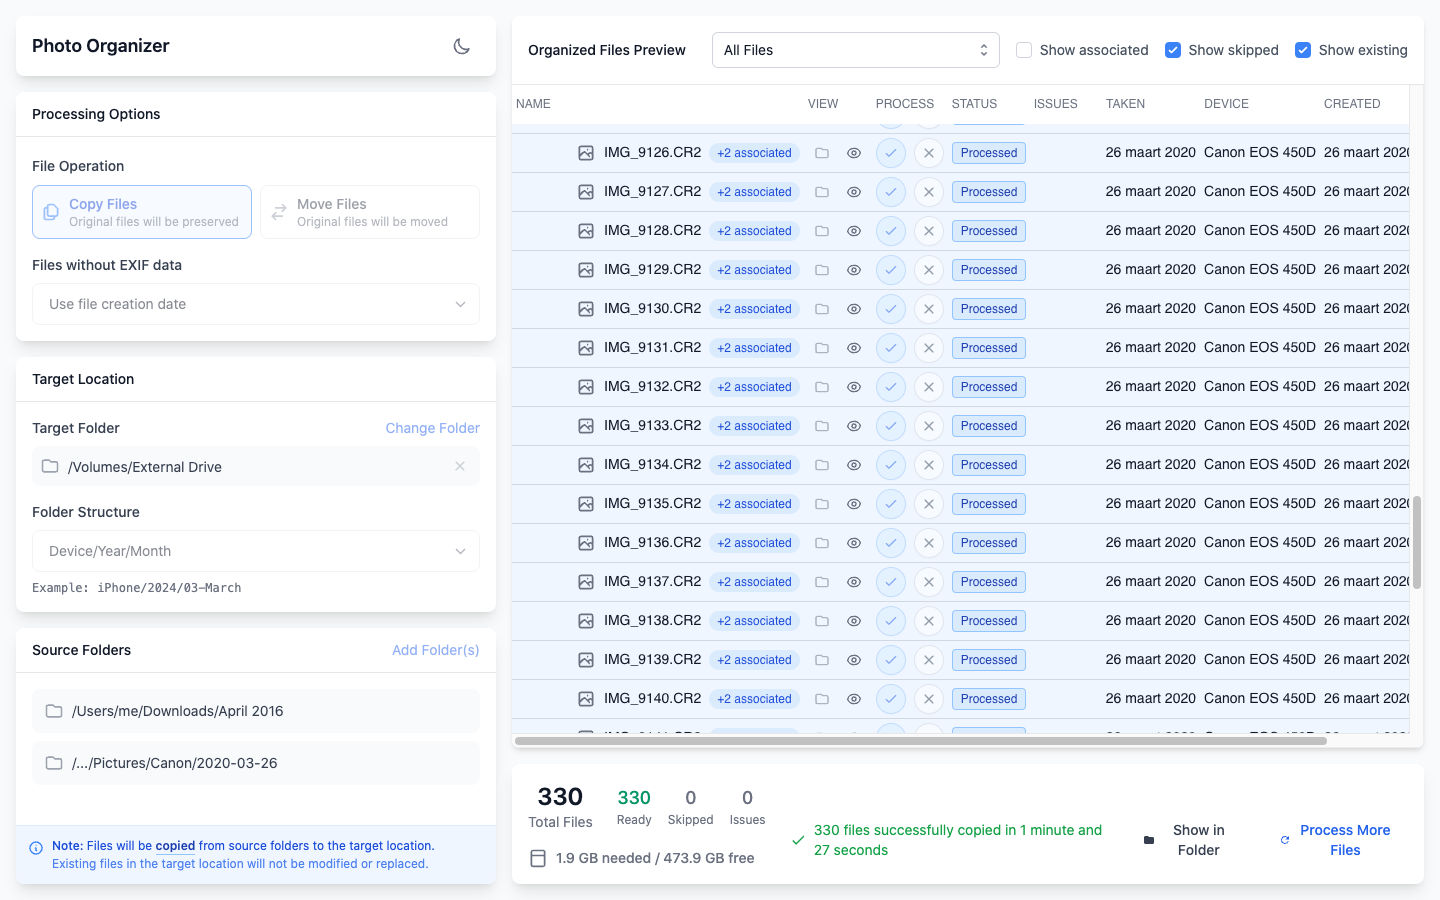 Photo Organizer
Processing Options
File Operation
Copy Files
Original files will be preserved
Move Files
Original files will be moved
Files without EXIF data
Use file creation date
Target Location
Target Folder
Change Folder
/Volumes/External Drive
Folder Structure
Device/Year/Month
Example: iPhone/2024/03–March
Source Folders
Add Folder(s)
/Users/me/Downloads/April 2016
/.../Pictures/Canon/2020-03-26
Note: Files will be copied from source folders to the target location.
Existing files in the target location will not be modified or replaced.
Organized Files Preview
All Files
Show associated
Show skipped
Show existing
NAME VIEW PROCESS STATUS ISSUES TAKEN DEVICE CREATED
IMG_9126.CR2 +2 associated Processed 26 maart 2020 Canon EOS 450D 26 maart 202
IMG_9127.CR2 +2 associated Processed 26 maart 2020 Canon EOS 450D 26 maart 202
IMG_9128.CR2 +2 associated Processed 26 maart 2020 Canon EOS 450D 26 maart 202
IMG_9129.CR2 +2 associated Processed 26 maart 2020 Canon EOS 450D 26 maart 202
IMG_9130.CR2 +2 associated Processed 26 maart 2020 Canon EOS 450D 26 maart 202
IMG_9131.CR2 +2 associated Processed 26 maart 2020 Canon EOS 450D 26 maart 202
IMG_9132.CR2 +2 associated Processed 26 maart 2020 Canon EOS 450D 26 maart 202
IMG_9133.CR2 +2 associated Processed 26 maart 2020 Canon EOS 450D 26 maart 202
IMG_9134.CR2 +2 associated Processed 26 maart 2020 Canon EOS 450D 26 maart 202
IMG_9135.CR2 +2 associated Processed 26 maart 2020 Canon EOS 450D 26 maart 202
IMG_9136.CR2 +2 associated Processed 26 maart 2020 Canon EOS 450D 26 maart 202
IMG_9137.CR2 +2 associated Processed 26 maart 2020 Canon EOS 450D 26 maart 202
IMG_9138.CR2 +2 associated Processed 26 maart 2020 Canon EOS 450D 26 maart 202
IMG_9139.CR2 +2 associated Processed 26 maart 2020 Canon EOS 450D 26 maart 202
IMG_9140.CR2 +2 associated Processed 26 maart 2020 Canon EOS 450D 26 maart 202
330
Total Files
330
Ready
0
Skipped
0
Issues
1.9 GB needed / 473.9 GB free
330 files successfully copied in 1 minute and
27 seconds
Show in
Folder
Process More
Files